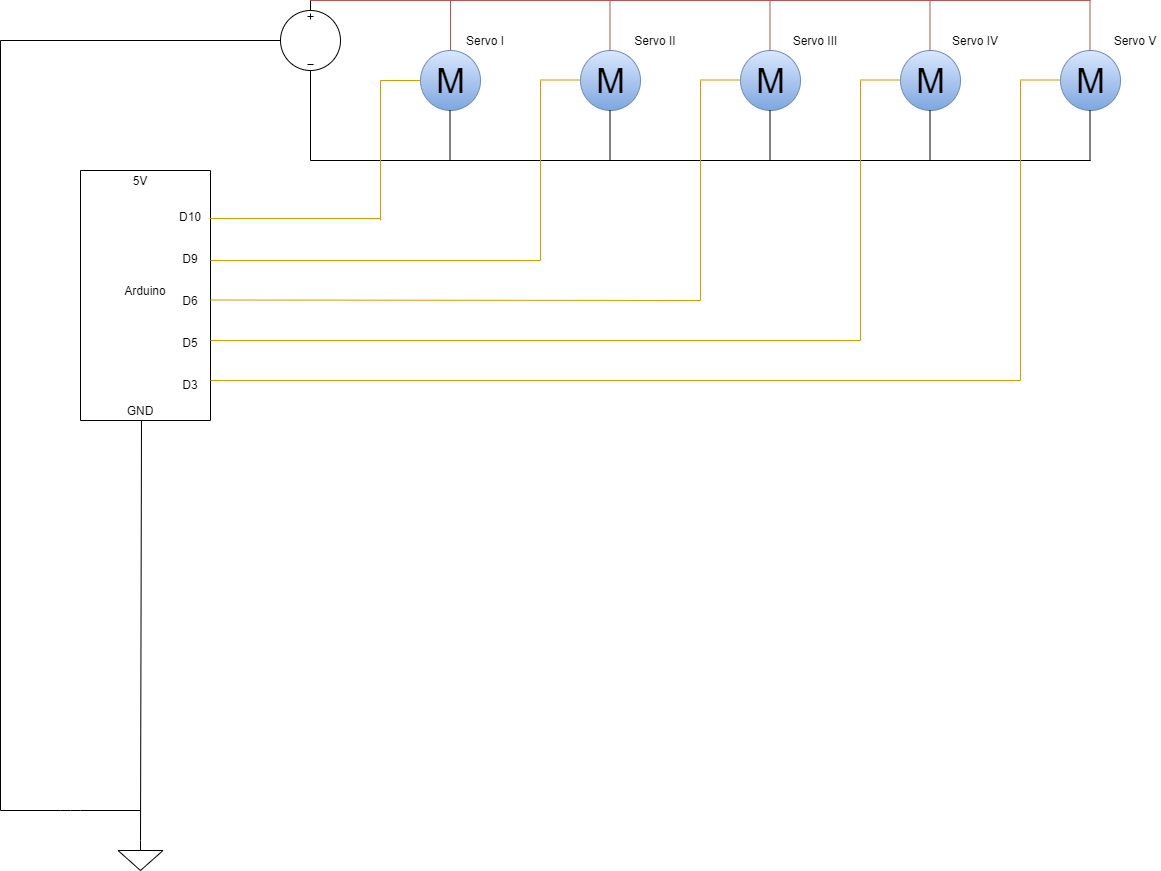 +
−
Servo I
Servo II
Servo III
Servo IV
Servo V
M
M
M
M
M
5V
D10
D9
Arduino
D6
D5
D3
GND